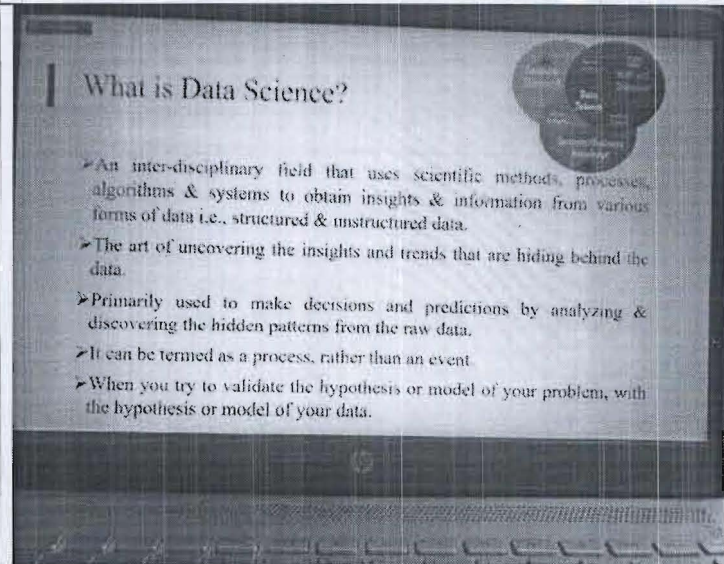 What is Data Science?
Data
➤An inter-disciplinary field that uses scientific methods, processes,
algorithms & systems to obtain insights & information from various
forms of data i.e., structured & unstructured data.
➤The art of uncovering the insights and trends that are hiding behind the
data.
➤Primarily used to make decisions and predictions by analyzing &
discovering the hidden patterns from the raw data.
➤It can be termed as a process, rather than an event
➤When you try to validate the hypothesis or model of your problem, with
the hypothesis or model of your data.
hp